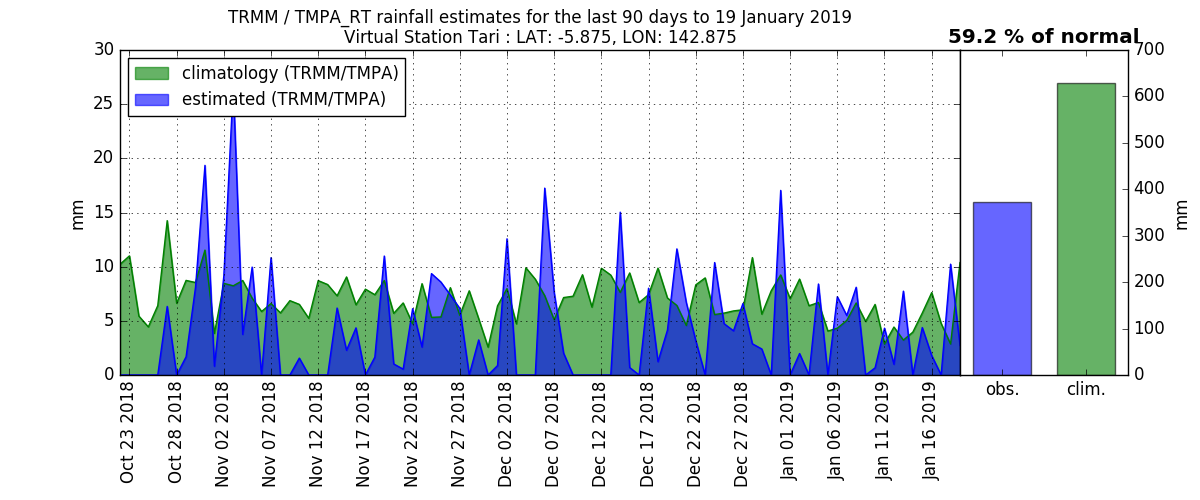 TRMM / TMPA_RT rainfall estimates for the last 90 days to 19 January 2019
Virtual Station Tari : LAT: -5.875, LON: 142.875
59.2 % of normal
climatology (TRMM/TMPA)
estimated (TRMM/TMPA)
mm
30
25
20
15
10
5
0
Oct 23 2018
Oct 28 2018
Nov 02 2018
Nov 07 2018
Nov 12 2018
Nov 17 2018
Nov 22 2018
Nov 27 2018
Dec 02 2018
Dec 07 2018
Dec 12 2018
Dec 17 2018
Dec 22 2018
Dec 27 2018
Jan 01 2019
Jan 06 2019
Jan 11 2019
Jan 16 2019
obs.
clim.
700
600
500
400
300
200
100
0
mm